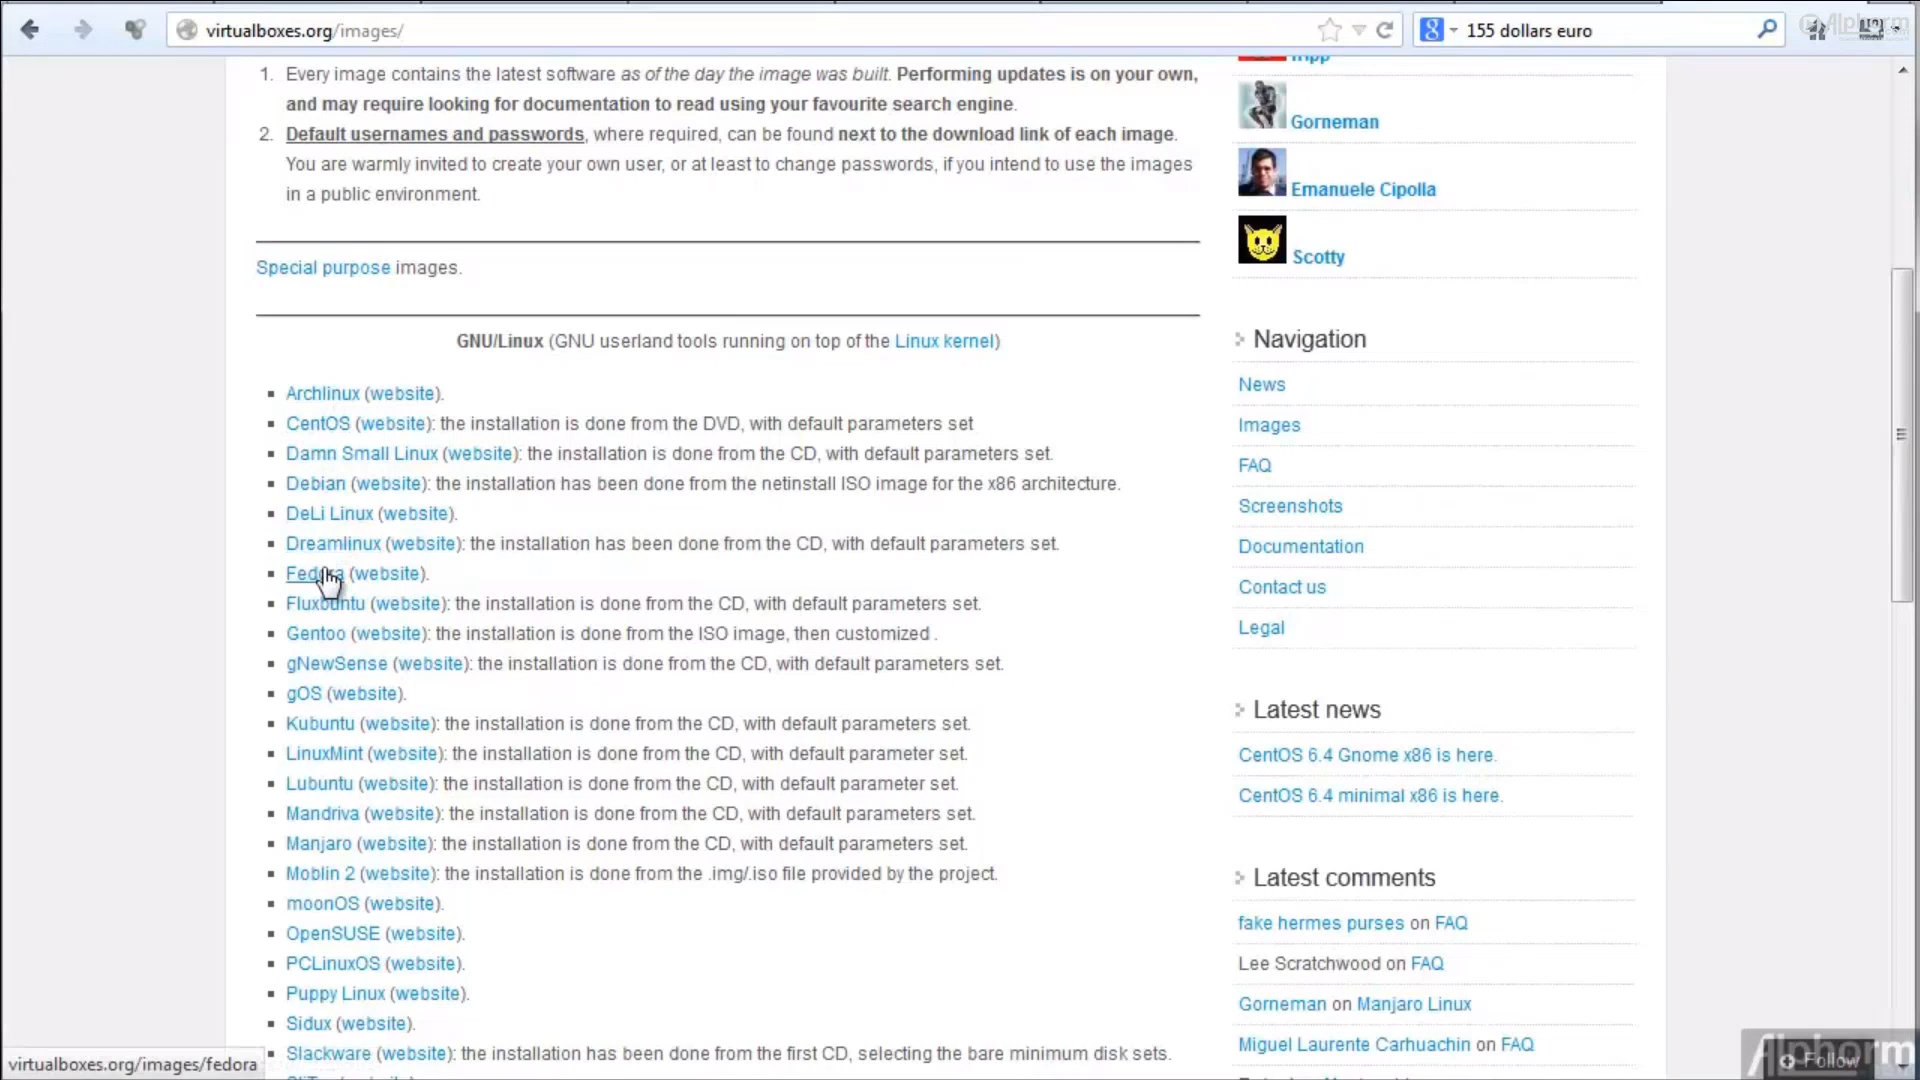 virtualboxes.org/images/
155 dollars euro
Alphorm
1. Every image contains the latest software as of the day the image was built. Performing updates is on your own,
and may require looking for documentation to read using your favourite search engine.
2. Default usernames and passwords, where required, can be found next to the download link of each image.
You are warmly invited to create your own user, or at least to change passwords, if you intend to use the images
in a public environment.
Special purpose images.
GNU/Linux (GNU userland tools running on top of the Linux kernel)
Archlinux (website).
CentOS (website): the installation is done from the DVD, with default parameters set
Damn Small Linux (website): the installation is done from the CD, with default parameters set.
Debian (website): the installation has been done from the netinstall ISO image for the x86 architecture.
DeLi Linux (website).
Dreamlinux (website): the installation has been done from the CD, with default parameters set.
Fedora (website).
Fluxbuntu (website): the installation is done from the CD, with default parameters set.
Gentoo (website): the installation is done from the ISO image, then customized .
gNewSense (website): the installation is done from the CD, with default parameters set.
gOS (website).
Kubuntu (website): the installation is done from the CD, with default parameters set.
LinuxMint (website): the installation is done from the CD, with default parameter set.
Lubuntu (website): the installation is done from the CD, with default parameter set.
Mandriva (website): the installation is done from the CD, with default parameters set.
Manjaro (website): the installation is done from the CD, with default parameters set.
Moblin 2 (website): the installation is done from the .img/.iso file provided by the project.
moonOS (website).
OpenSUSE (website).
PCLinuxOS (website).
Puppy Linux (website).
Sidux (website).
Slackware (website): the installation has been done from the first CD, selecting the bare minimum disk sets.
virtualboxes.org/images/fedora
Tripp
Gorneman
Emanuele Cipolla
Scotty
Navigation
News
Images
FAQ
Screenshots
Documentation
Contact us
Legal
Latest news
CentOS 6.4 Gnome x86 is here.
CentOS 6.4 minimal x86 is here.
Latest comments
fake hermes purses on FAQ
Lee Scratchwood on FAQ
Gorneman on Manjaro Linux
Miguel Laurente Carhuachin on FAQ
Alphorm
Follow